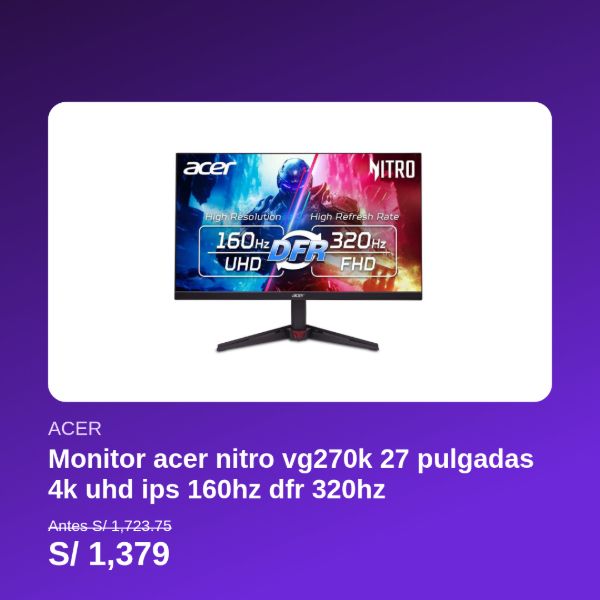 acer NITRO
High Resolution High Refresh Rate
160Hz DFR 320Hz
UHD FHD
acer
ACER
Monitor acer nitro vg270k 27 pulgadas
4k uhd ips 160hz dfr 320hz
Antes S/ 1,723.75
S/ 1,379